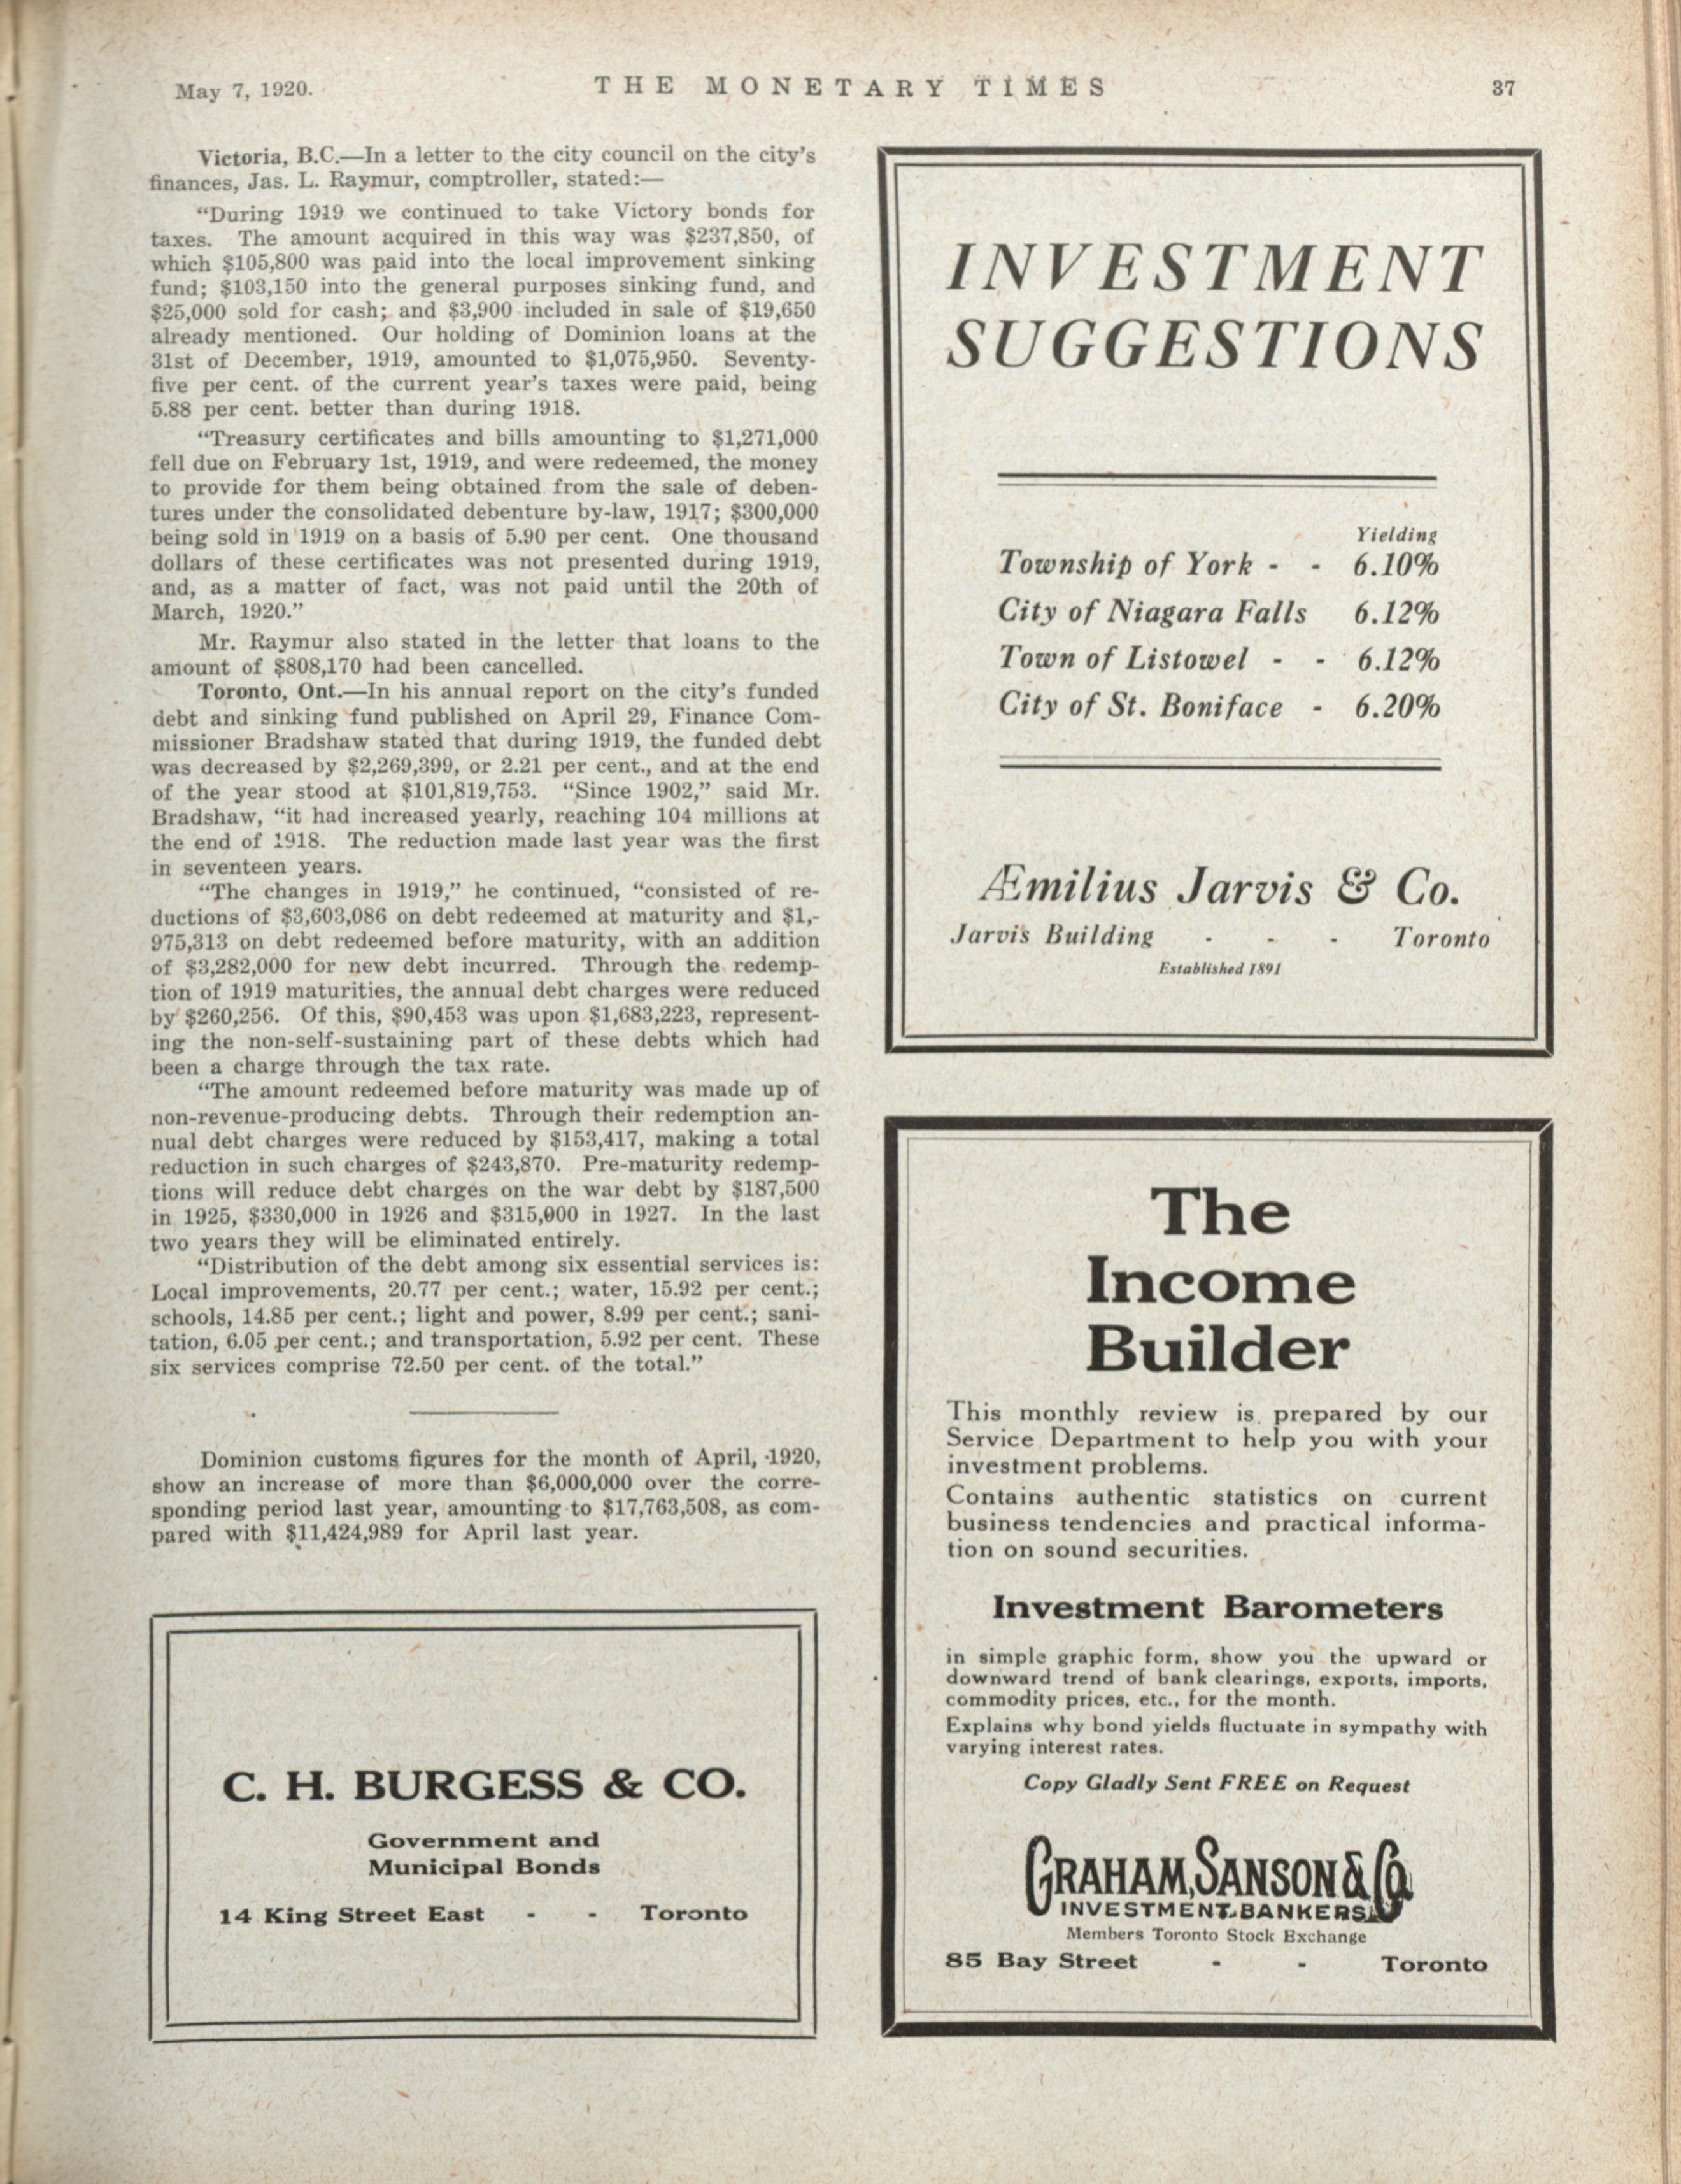 May 7, 1920.
THE MONETARY TIMES
37
Victoria, B.C.—In a letter to the city council on the city's
finances, Jas. L. Raymur, comptroller, stated:—
“During 1919 we continued to take Victory bonds for
taxes. The amount acquired in this way was $237,850, of
which $105,800 was paid into the local improvement sinking
fund; $103,150 into the general purposes sinking fund, and
$25,000 sold for cash; and $3,900 included in sale of $19,650
already mentioned. Our holding of Dominion loans at the
31st of December, 1919, amounted to $1,075,950. Seventy-
five per cent. of the current year's taxes were paid, being
5.88 per cent. better than during 1918.
“Treasury certificates and bills amounting to $1,271,000
fell due on February 1st, 1919, and were redeemed, the money
to provide for them being obtained from the sale of deben-
tures under the consolidated debenture by-law, 1917; $300,000
being sold in 1919 on a basis of 5.90 per cent. One thousand
dollars of these certificates was not presented during 1919,
and, as a matter of fact, was not paid until the 20th of
March, 1920.”
Mr. Raymur also stated in the letter that loans to the
amount of $808,170 had been cancelled.
Toronto, Ont.—In his annual report on the city's funded
debt and sinking fund published on April 29, Finance Com-
missioner Bradshaw stated that during 1919, the funded debt
was decreased by $2,269,399, or 2.21 per cent., and at the end
of the year stood at $101,819,753. “Since 1902,” said Mr.
Bradshaw, “it had increased yearly, reaching 104 millions at
the end of 1918. The reduction made last year was the first
in seventeen years.
“The changes in 1919,” he continued, “consisted of re-
ductions of $3,603,086 on debt redeemed at maturity and $1,-
975,313 on debt redeemed before maturity, with an addition
of $3,282,000 for new debt incurred. Through the redemp-
tion of 1919 maturities, the annual debt charges were reduced
by $260,256. Of this, $90,453 was upon $1,683,223, represent-
ing the non-self-sustaining part of these debts which had
been a charge through the tax rate.
“The amount redeemed before maturity was made up of
non-revenue-producing debts. Through their redemption an-
nual debt charges were reduced by $153,417, making a total
reduction in such charges of $243,870. Pre-maturity redemp-
tions will reduce debt charges on the war debt by $187,500
in 1925, $330,000 in 1926 and $315,000 in 1927. In the last
two years they will be eliminated entirely.
“Distribution of the debt among six essential services is:
Local improvements, 20.77 per cent.; water, 15.92 per cent.;
schools, 14.85 per cent.; light and power, 8.99 per cent.; sani-
tation, 6.05 per cent.; and transportation, 5.92 per cent. These
six services comprise 72.50 per cent. of the total.”
Dominion customs figures for the month of April, 1920,
show an increase of more than $6,000,000 over the corre-
sponding period last year, amounting to $17,763,508, as com-
pared with $11,424,989 for April last year.
C. H. BURGESS & CO.
Government and
Municipal Bonds
14 King Street East - - Toronto
INVESTMENT
SUGGESTIONS
Yielding
Township of York - - 6.10%
City of Niagara Falls 6.12%
Town of Listowel - - 6.12%
City of St. Boniface - 6.20%
Æmilius Jarvis & Co.
Jarvis Building - - - Toronto
Established 1891
The
Income
Builder
This monthly review is prepared by our
Service Department to help you with your
investment problems.
Contains authentic statistics on current
business tendencies and practical informa-
tion on sound securities.
Investment Barometers
in simple graphic form, show you the upward or
downward trend of bank clearings, exports, imports,
commodity prices, etc., for the month.
Explains why bond yields fluctuate in sympathy with
varying interest rates.
Copy Gladly Sent FREE on Request
GRAHAM, SANSON & Co.
INVESTMENT BANKERS
Members Toronto Stock Exchange
85 Bay Street - - Toronto